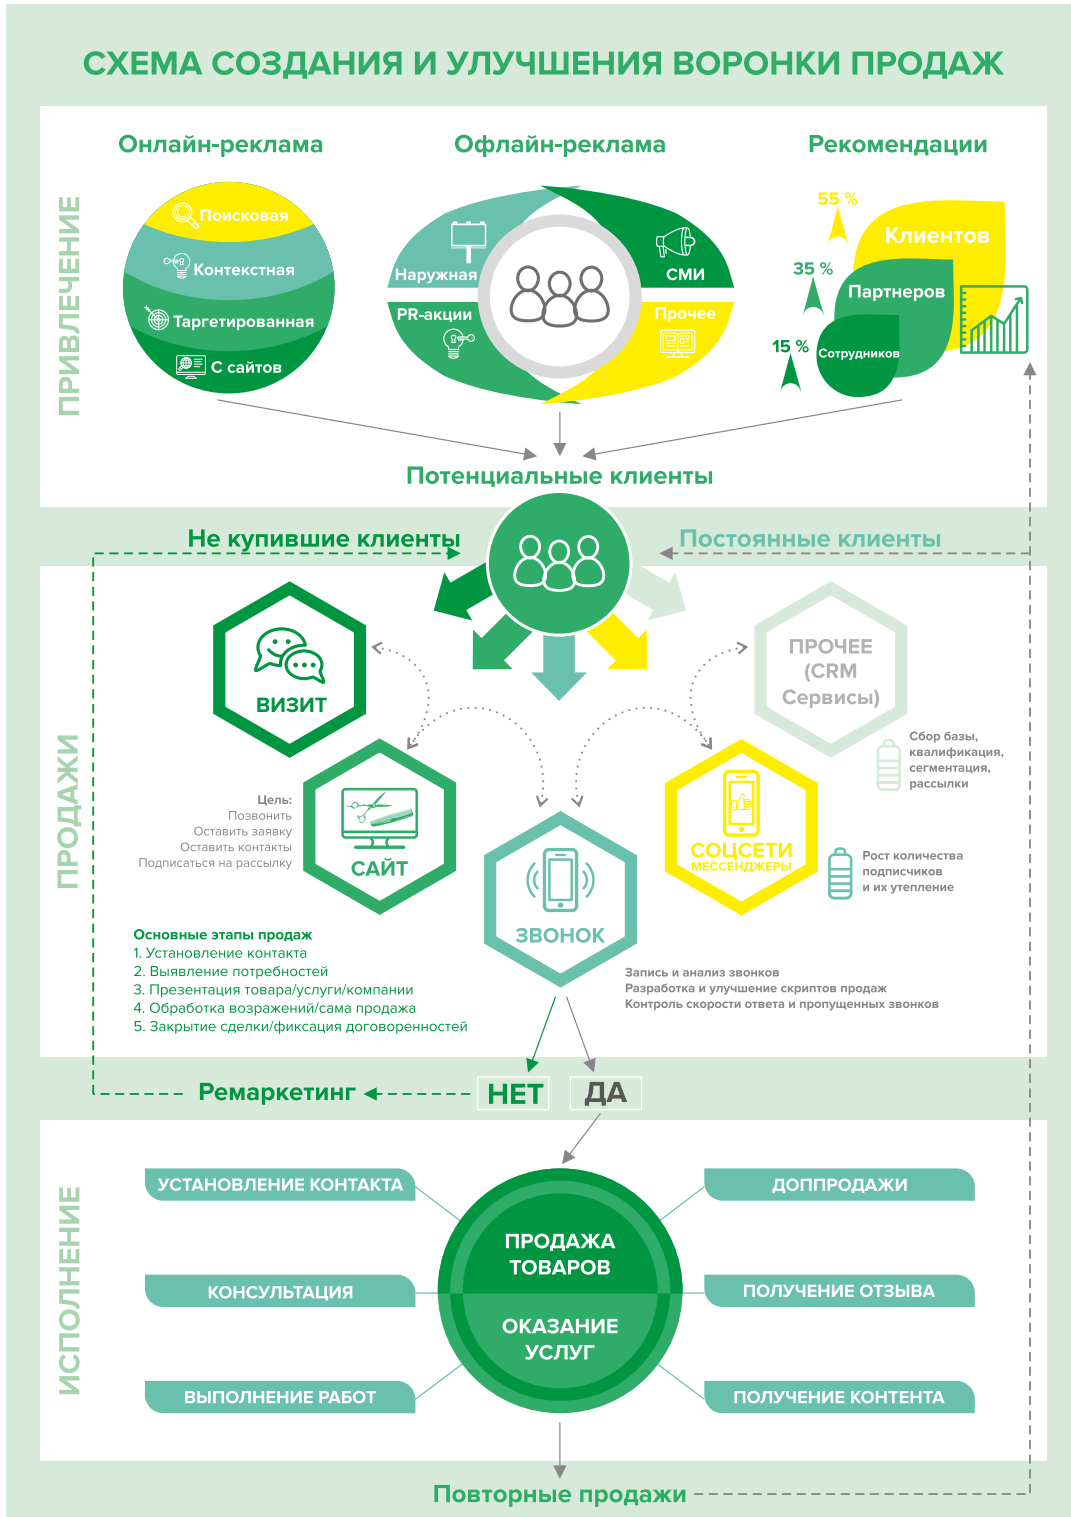 СХЕМА СОЗДАНИЯ И УЛУЧШЕНИЯ ВОРОНКИ ПРОДАЖ
ПРИВЛЕЧЕНИЕ
Онлайн-реклама
Поисковая
Контекстная
Таргетированная
С сайтов
Офлайн-реклама
Наружная
СМИ
PR-акции
Прочее
Рекомендации
55 %
Клиентов
35 %
Партнеров
15 %
Сотрудников
Потенциальные клиенты
Не купившие клиенты
Постоянные клиенты
ПРОДАЖИ
ВИЗИТ
ПРОЧЕЕ
(CRM
Сервисы)
Сбор базы,
квалификация,
сегментация,
рассылки
Цель:
Позвонить
Оставить заявку
Оставить контакты
Подписаться на рассылку
САЙТ
СОЦСЕТИ
МЕССЕНДЖЕРЫ
Рост количества
подписчиков
и их утепление
ЗВОНОК
Основные этапы продаж
1. Установление контакта
2. Выявление потребностей
3. Презентация товара/услуги/компании
4. Обработка возражений/сама продажа
5. Закрытие сделки/фиксация договоренностей
Запись и анализ звонков
Разработка и улучшение скриптов продаж
Контроль скорости ответа и пропущенных звонков
Ремаркетинг
НЕТ
ДА
ИСПОЛНЕНИЕ
УСТАНОВЛЕНИЕ КОНТАКТА
КОНСУЛЬТАЦИЯ
ВЫПОЛНЕНИЕ РАБОТ
ПРОДАЖА
ТОВАРОВ
ОКАЗАНИЕ
УСЛУГ
ДОППРОДАЖИ
ПОЛУЧЕНИЕ ОТЗЫВА
ПОЛУЧЕНИЕ КОНТЕНТА
Повторные продажи